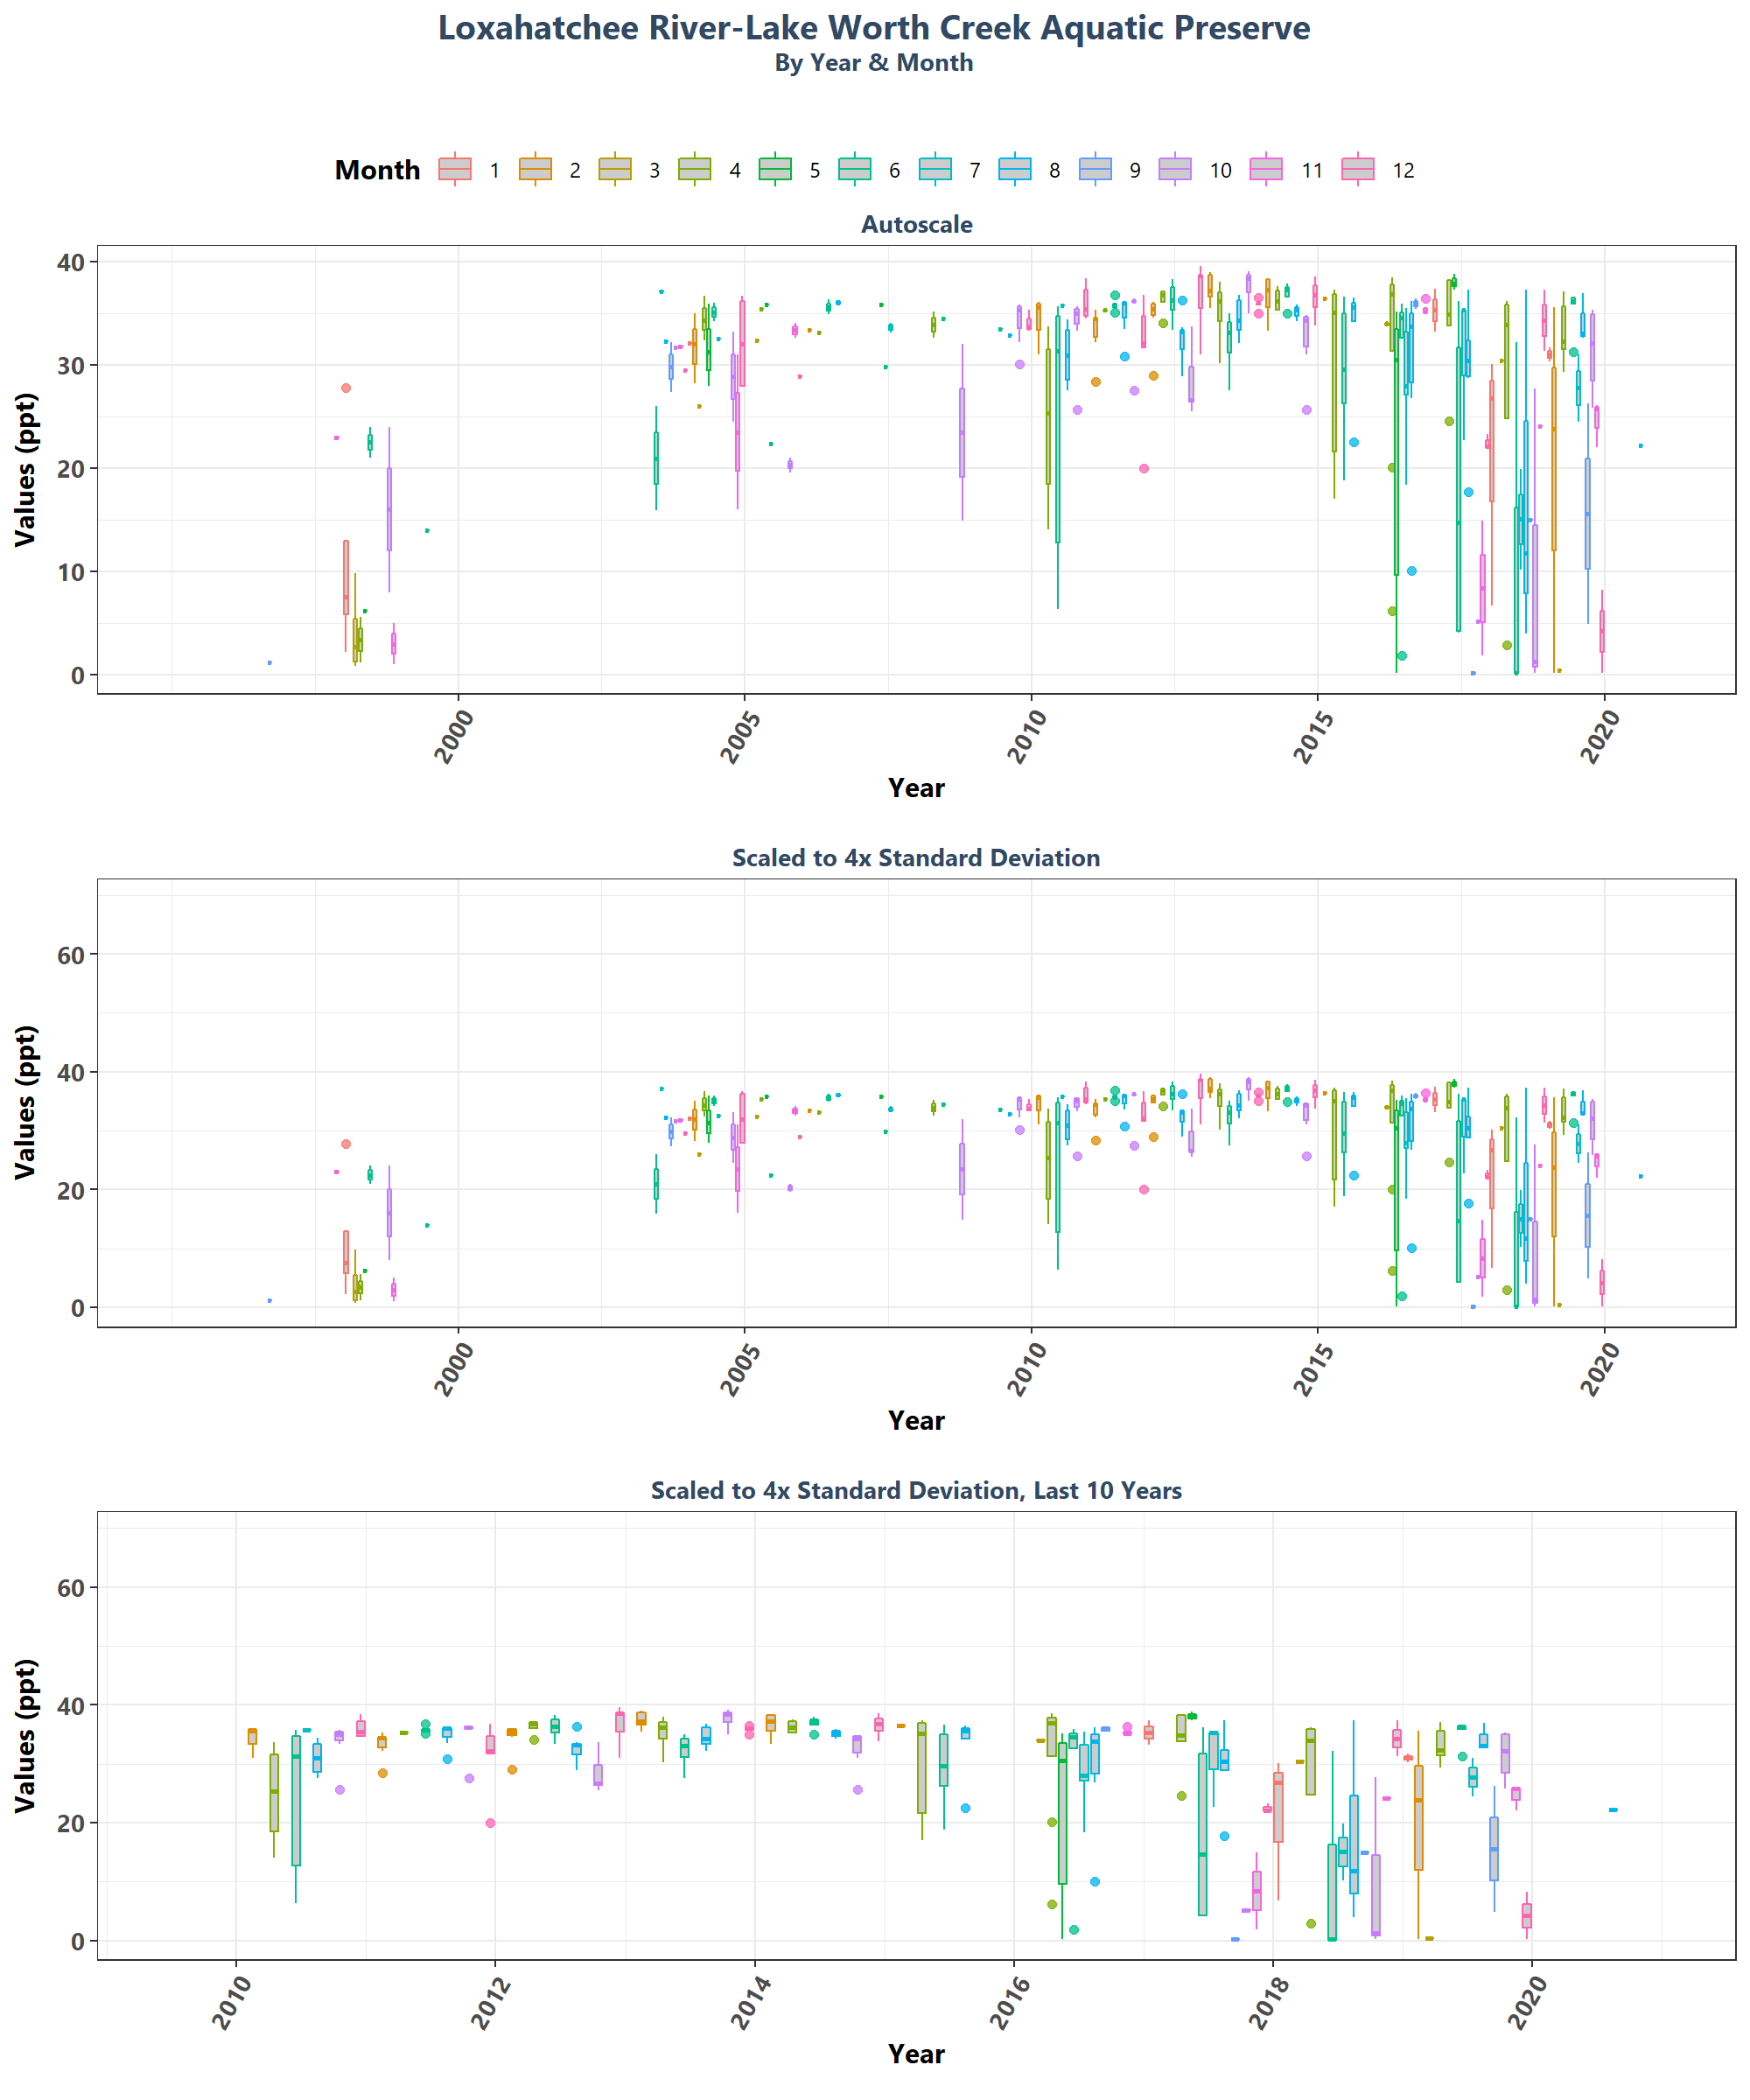 Loxahatchee River-Lake Worth Creek Aquatic Preserve
By Year & Month
Month 1 2 3 4 5 6 7 8 9 10 11 12
Autoscale
Values (ppt)
40
30
20
10
0
2000 2005 2010 2015 2020
Year
Scaled to 4x Standard Deviation
Values (ppt)
60
40
20
0
2000 2005 2010 2015 2020
Year
Scaled to 4x Standard Deviation, Last 10 Years
Values (ppt)
60
40
20
0
2010 2012 2014 2016 2018 2020
Year